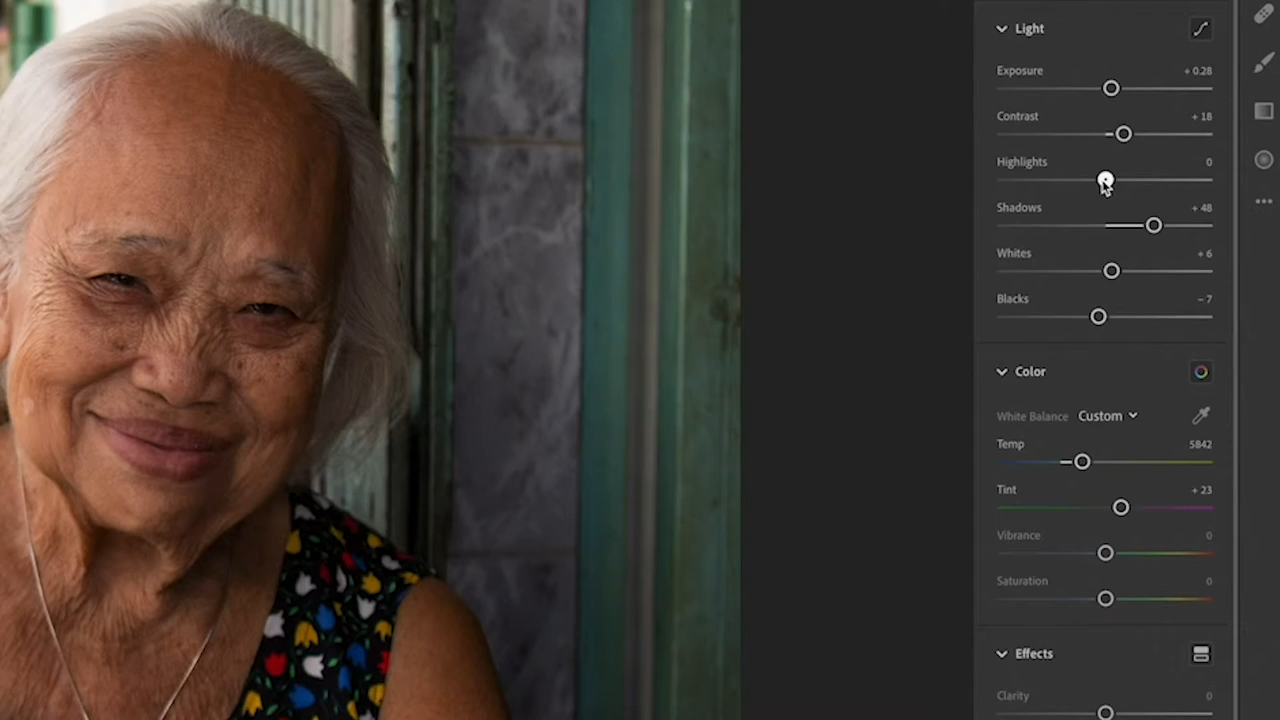 Light
Exposure + 0.28
Contrast + 18
Highlights 0
Shadows + 48
Whites + 6
Blacks – 7
Color
White Balance Custom
Temp 5842
Tint + 23
Vibrance 0
Saturation 0
Effects
Clarity 0